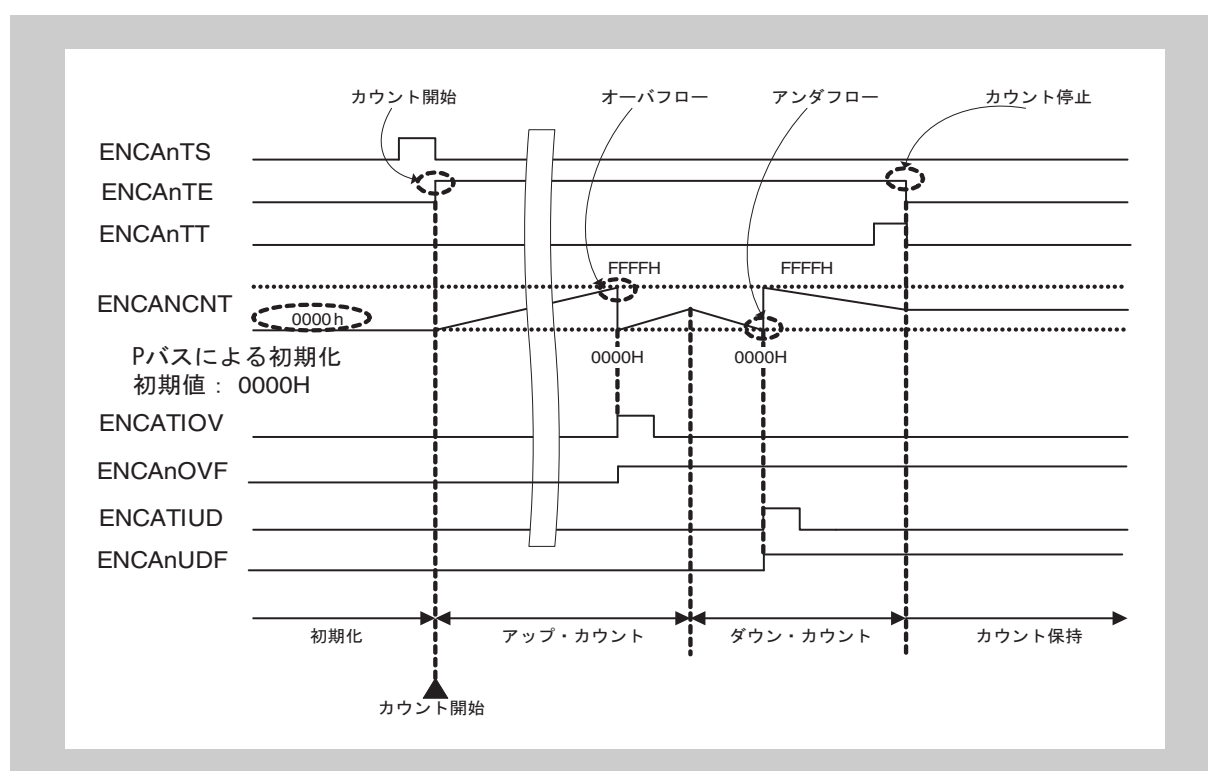 カウント開始
オーバフロー
アンダフロー
カウント停止
ENCAnTS
ENCAnTE
ENCAnTT
FFFFH
FFFFH
ENCANCNT
0000h
0000H
0000H
Pバスによる初期化
初期値： 0000H
ENCATIOV
ENCAnOVF
ENCATIUD
ENCAnUDF
初期化
アップ・カウント
ダウン・カウント
カウント保持
カウント開始